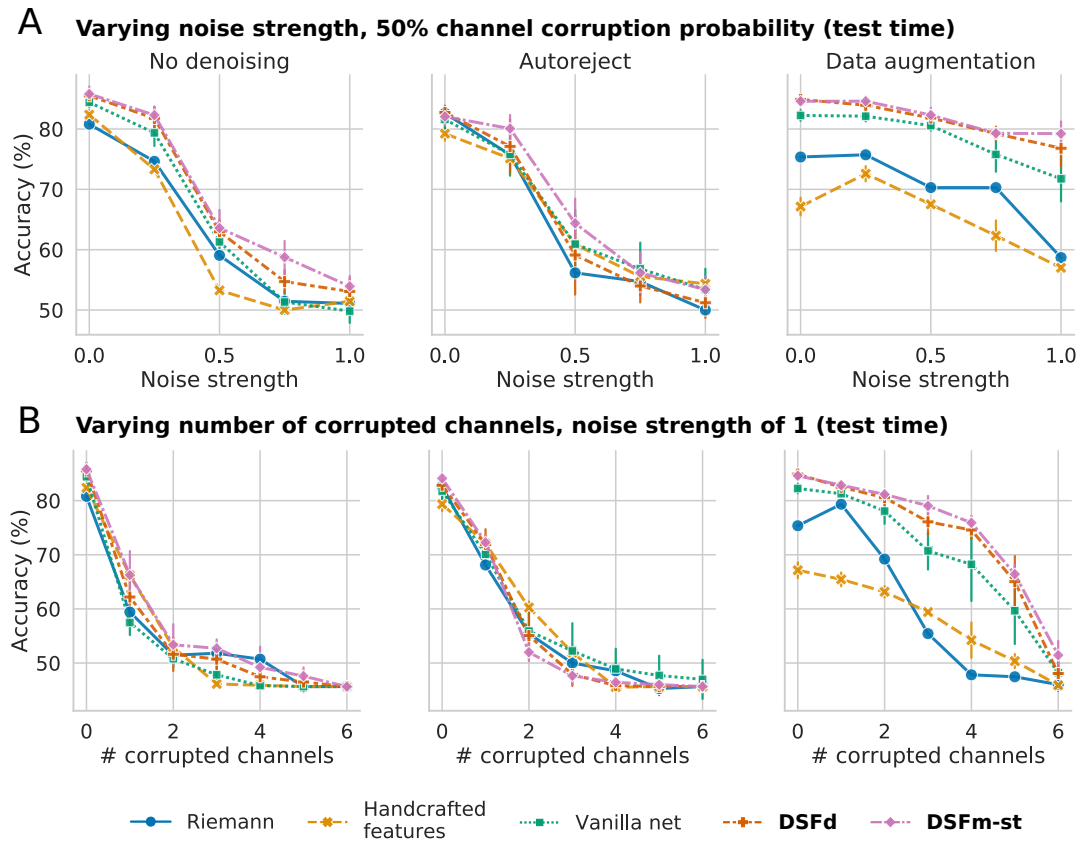 A Varying noise strength, 50% channel corruption probability (test time)
No denoising Autoreject Data augmentation
Accuracy (%)
80
70
60
50
0.0 0.5 1.0 0.0 0.5 1.0 0.0 0.5 1.0
Noise strength Noise strength Noise strength
B Varying number of corrupted channels, noise strength of 1 (test time)
Accuracy (%)
80
70
60
50
0 2 4 6 0 2 4 6 0 2 4 6
# corrupted channels # corrupted channels # corrupted channels
Riemann Handcrafted features Vanilla net DSFd DSFm-st